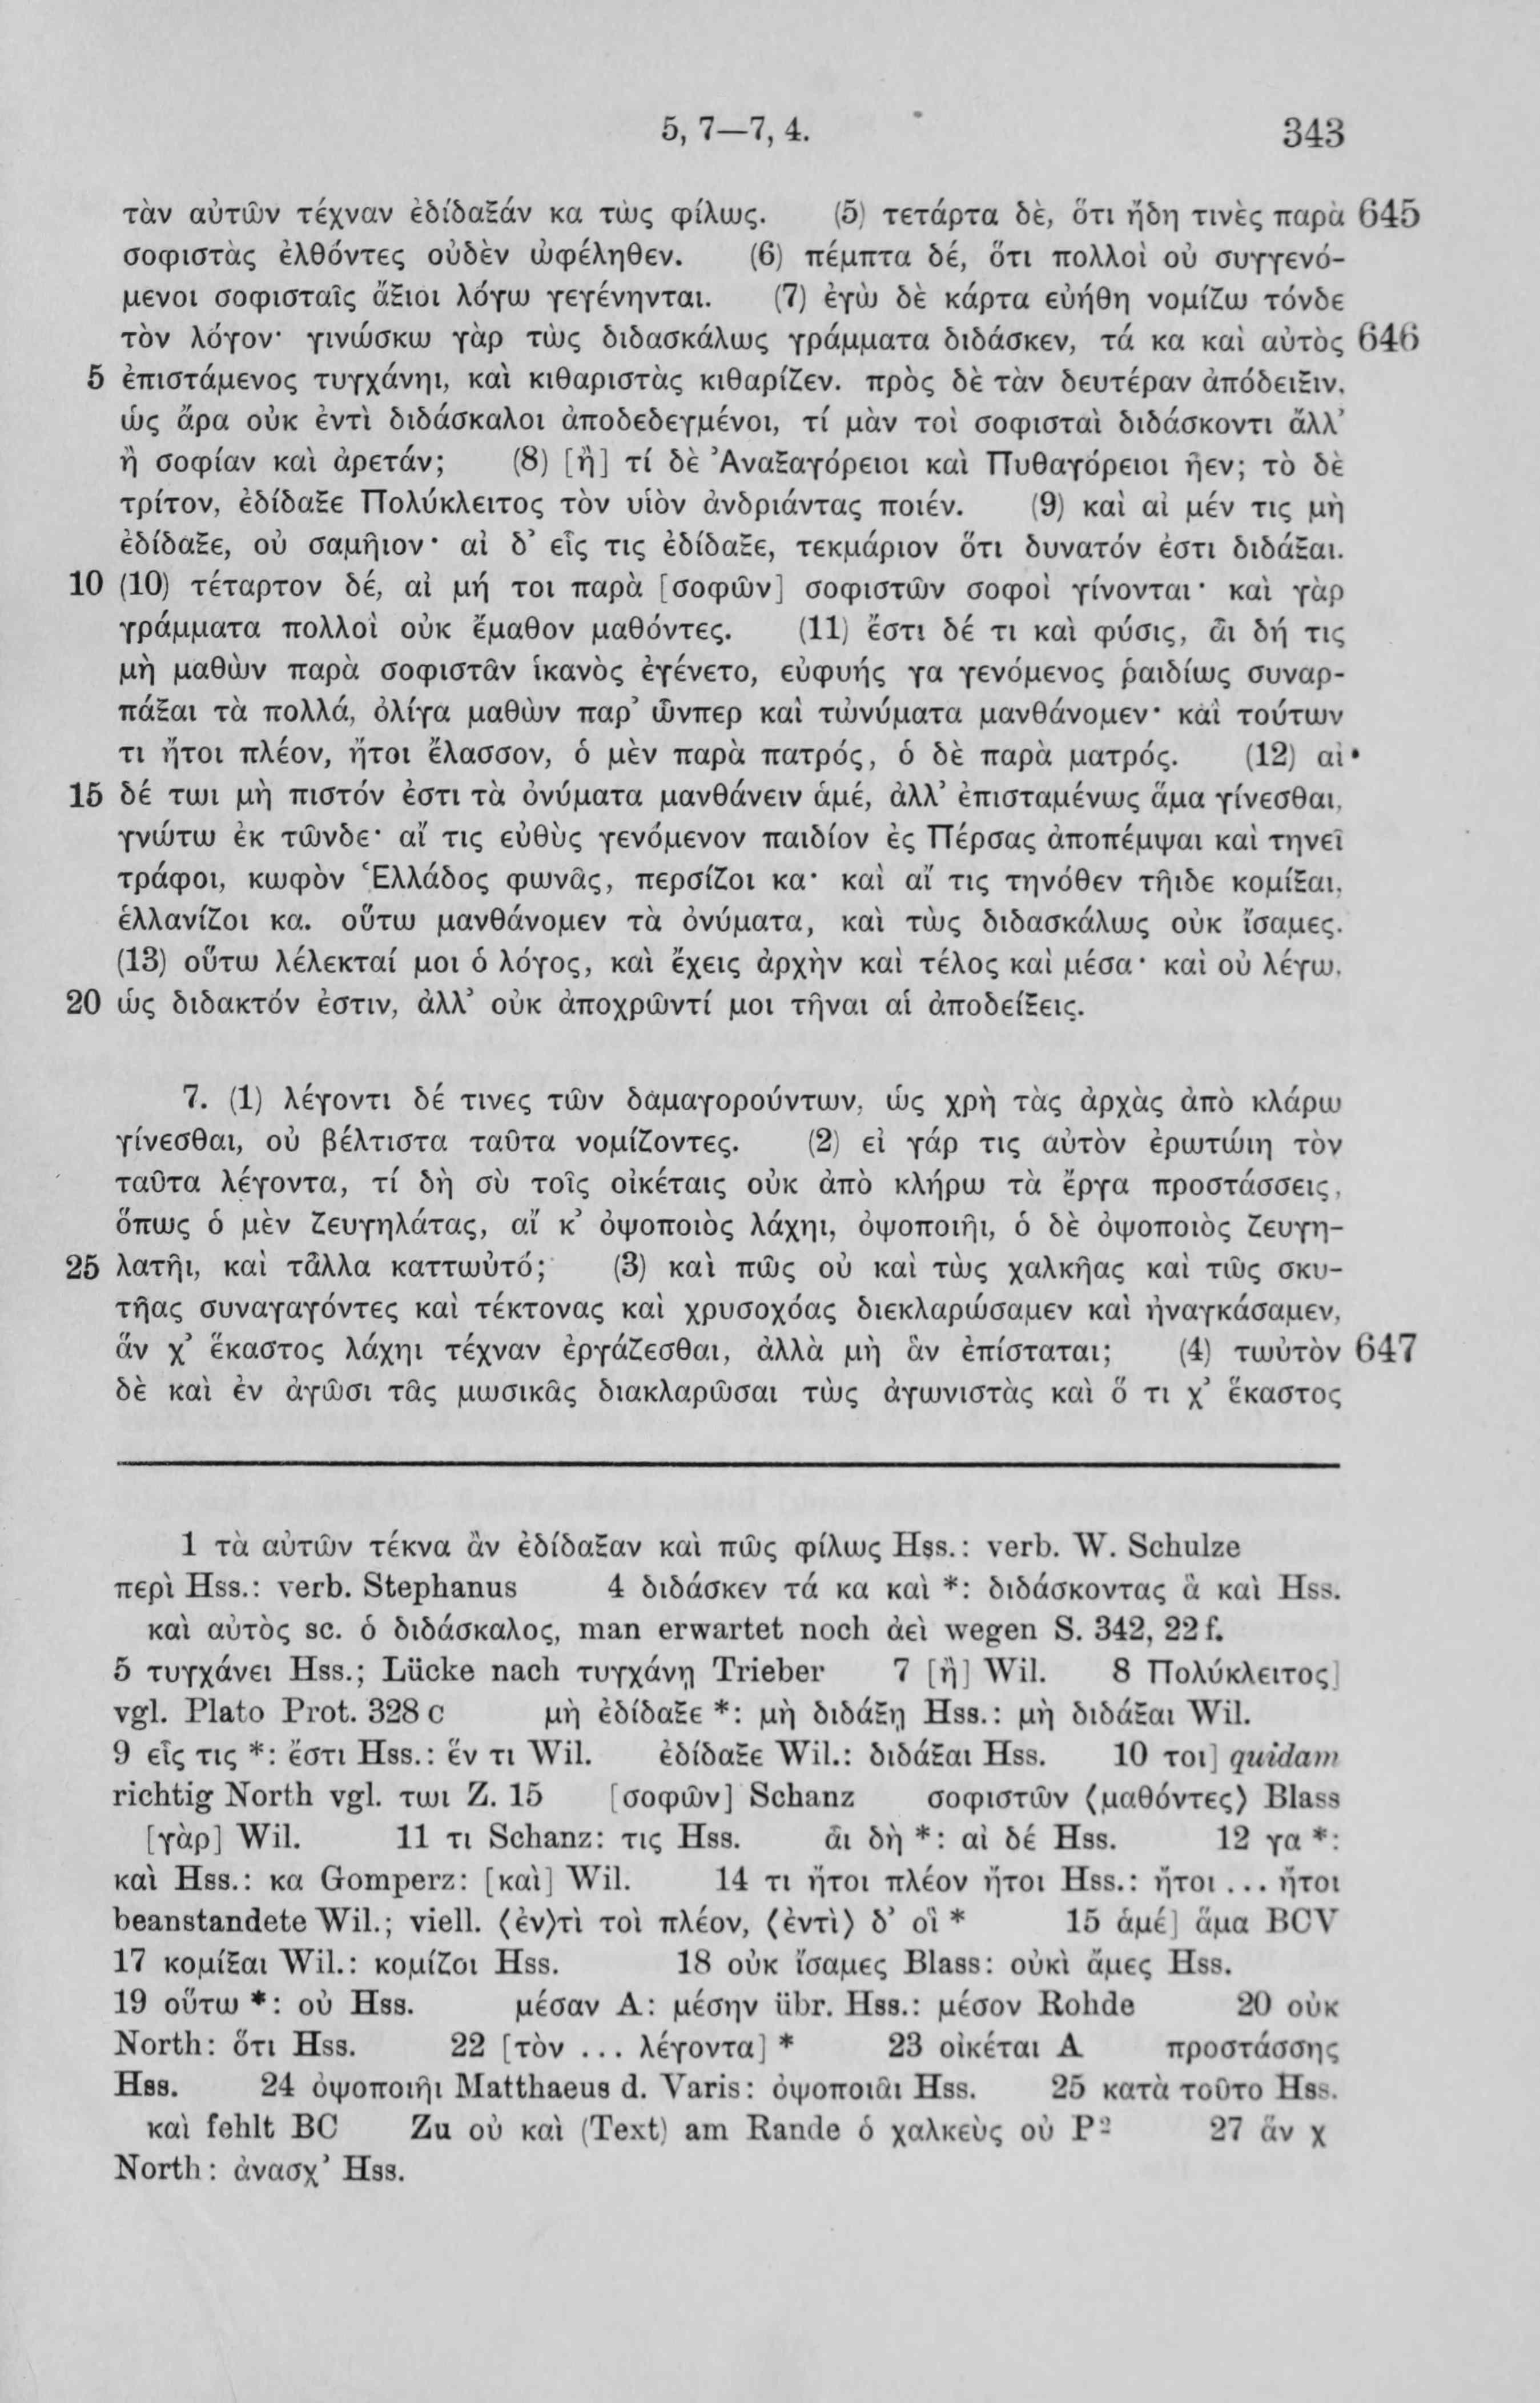 5, 7—7, 4. 343
τὰν αὐτῶν τέχναν ἐδίδαξάν κα τὼς φίλως. (5) τετάρτα δὲ, ὅτι ἤδη τινὲς παρὰ 645
σοφιστὰς ἐλθόντες οὐδὲν ὠφέληθεν. (6) πέμπτα δέ, ὅτι πολλοὶ οὐ συγγενό-
μενοι σοφισταῖς ἄξιοι λόγω γεγένηνται. (7) ἐγὼ δὲ κάρτα εὐήθη νομίζω τόνδε
τὸν λόγον· γινώσκω γὰρ τὼς διδασκάλως γράμματα διδάσκεν, τά κα καὶ αὐτὸς 646
5 ἐπιστάμενος τυγχάνηι, καὶ κιθαριστὰς κιθαρίζεν. πρὸς δὲ τὰν δευτέραν ἀπόδειξιν,
ὡς ἄρα οὐκ ἐντὶ διδάσκαλοι ἀποδεδεγμένοι, τί μὰν τοὶ σοφισταὶ διδάσκοντι ἄλλ’
ἢ σοφίαν καὶ ἀρετάν; (8) [ἢ] τί δὲ Ἀναξαγόρειοι καὶ Πυθαγόρειοι ἦεν; τὸ δὲ
τρίτον, ἐδίδαξε Πολύκλειτος τὸν υἱὸν ἀνδριάντας ποιέν. (9) καὶ αἰ μέν τις μὴ
ἐδίδαξε, οὐ σαμῆιον· αἰ δ’ εἷς τις ἐδίδαξε, τεκμάριον ὅτι δυνατόν ἐστι διδάξαι.
10 (10) τέταρτον δέ, αἰ μή τοι παρὰ [σοφῶν] σοφιστῶν σοφοὶ γίνονται· καὶ γὰρ
γράμματα πολλοὶ οὐκ ἔμαθον μαθόντες. (11) ἔστι δέ τι καὶ φύσις, ἇι δή τις
μὴ μαθὼν παρὰ σοφιστᾶν ἱκανὸς ἐγένετο, εὐφυής γα γενόμενος ῥαιδίως συναρ-
πάξαι τὰ πολλά, ὀλίγα μαθὼν παρ’ ὧνπερ καὶ τὠνύματα μανθάνομεν· καὶ τούτων
τι ἤτοι πλέον, ἤτοι ἔλασσον, ὁ μὲν παρὰ πατρός, ὁ δὲ παρὰ ματρός. (12) αἰ
15 δέ τωι μὴ πιστόν ἐστι τὰ ὀνύματα μανθάνειν ἁμέ, ἀλλ’ ἐπισταμένως ἅμα γίνεσθαι,
γνώτω ἐκ τῶνδε· αἴ τις εὐθὺς γενόμενον παιδίον ἐς Πέρσας ἀποπέμψαι καὶ τηνεῖ
τράφοι, κωφὸν Ἑλλάδος φωνᾶς, περσίζοι κα· καὶ αἴ τις τηνόθεν τῆιδε κομίξαι,
ἑλλανίζοι κα. οὕτω μανθάνομεν τὰ ὀνύματα, καὶ τὼς διδασκάλως οὐκ ἴσαμες.
(13) οὕτω λέλεκταί μοι ὁ λόγος, καὶ ἔχεις ἀρχὴν καὶ τέλος καὶ μέσα· καὶ οὐ λέγω,
20 ὡς διδακτόν ἐστιν, ἀλλ’ οὐκ ἀποχρῶντί μοι τῆναι αἱ ἀποδείξεις.
7. (1) λέγοντι δέ τινες τῶν δαμαγορούντων, ὡς χρὴ τὰς ἀρχὰς ἀπὸ κλάρω
γίνεσθαι, οὐ βέλτιστα ταῦτα νομίζοντες. (2) εἰ γάρ τις αὐτὸν ἐρωτώιη τὸν
ταῦτα λέγοντα, τί δὴ σὺ τοῖς οἰκέταις οὐκ ἀπὸ κλήρω τὰ ἔργα προστάσσεις,
ὅπως ὁ μὲν ζευγηλάτας, αἴ κ’ ὀψοποιὸς λάχηι, ὀψοποιῆι, ὁ δὲ ὀψοποιὸς ζευγη-
25 λατῆι, καὶ τἆλλα καττωὐτό; (3) καὶ πῶς οὐ καὶ τὼς χαλκῆας καὶ τῶς σκυ-
τῆας συναγαγόντες καὶ τέκτονας καὶ χρυσοχόας διεκλαρώσαμεν καὶ ἠναγκάσαμεν,
ἅν χ’ ἕκαστος λάχηι τέχναν ἐργάζεσθαι, ἀλλὰ μὴ ἃν ἐπίσταται; (4) τωὐτὸν 647
δὲ καὶ ἐν ἀγῶσι τᾶς μωσικᾶς διακλαρῶσαι τὼς ἀγωνιστὰς καὶ ὅ τι χ’ ἕκαστος
1 τὰ αὐτῶν τέκνα ἂν ἐδίδαξαν καὶ πῶς φίλως Hss.: verb. W. Schulze
περὶ Hss.: verb. Stephanus 4 διδάσκεν τά κα καὶ *: διδάσκοντας ἃ καὶ Hss.
καὶ αὐτὸς sc. ὁ διδάσκαλος, man erwartet noch ἀεὶ wegen S. 342, 22 f.
5 τυγχάνει Hss.; Lücke nach τυγχάνῃ Trieber 7 [ἢ] Wil. 8 Πολύκλειτος]
vgl. Plato Prot. 328 c μὴ ἐδίδαξε *: μὴ διδάξῃ Hss.: μὴ διδάξαι Wil.
9 εἷς τις *: ἔστι Hss.: ἕν τι Wil. ἐδίδαξε Wil.: διδάξαι Hss. 10 τοι] quidam
richtig North vgl. τωι Z. 15 [σοφῶν] Schanz σοφιστῶν ⟨μαθόντες⟩ Blass
[γὰρ] Wil. 11 τι Schanz: τις Hss. ἇι δὴ *: αἰ δέ Hss. 12 γα *:
καὶ Hss.: κα Gomperz: [καὶ] Wil. 14 τι ἤτοι πλέον ἤτοι Hss.: ἤτοι ... ἤτοι
beanstandete Wil.; viell. ⟨ἐν⟩τὶ τοὶ πλέον, ⟨ἐντὶ⟩ δ’ οἳ * 15 ἁμέ] ἅμα BCV
17 κομίξαι Wil.: κομίζοι Hss. 18 οὐκ ἴσαμες Blass: οὐκὶ ἄμες Hss.
19 οὕτω *: οὐ Hss. μέσαν A: μέσην übr. Hss.: μέσον Rohde 20 οὐκ
North: ὅτι Hss. 22 [τὸν ... λέγοντα] * 23 οἰκέται A προστάσσης
Hss. 24 ὀψοποιῆι Matthaeus d. Varis: ὀψοποιᾶι Hss. 25 κατὰ τοῦτο Hss.
καὶ fehlt BC Zu οὐ καὶ (Text) am Rande ὁ χαλκεὺς οὐ P²  27 ἅν χ
North: ἀνασχ’ Hss.